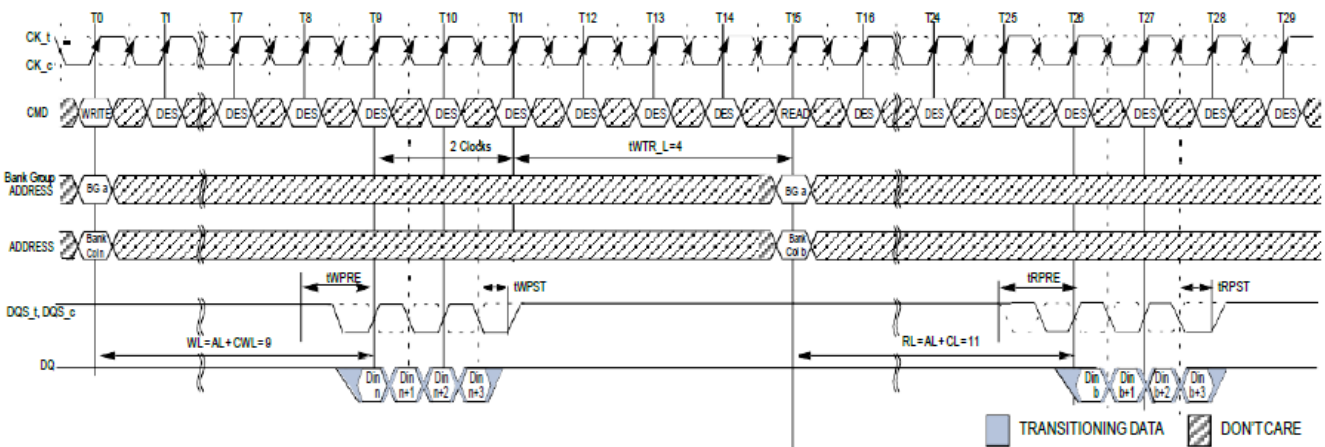 T0 T1 T7 T8 T9 T10 T11 T12 T13 T14 T15 T16 T24 T25 T26 T27 T28 T29
CK_t
CK_c
CMD WRITE DES DES DES DES DES DES DES DES DES READ DES DES DES DES DES DES DES
2 Clocks tWTR_L=4
Bank Group
ADDRESS BG a BG a
ADDRESS Bank Bank
Coln Col b
tWPRE tWPST tRPRE tRPST
DQS_t, DQS_c
WL=AL+CWL=9 RL=AL+CL=11
DQ Din Din Din Din Din Din Din Din
n n+1 n+2 n+3 b b+1 b+2 b+3
TRANSITIONING DATA DON'TCARE